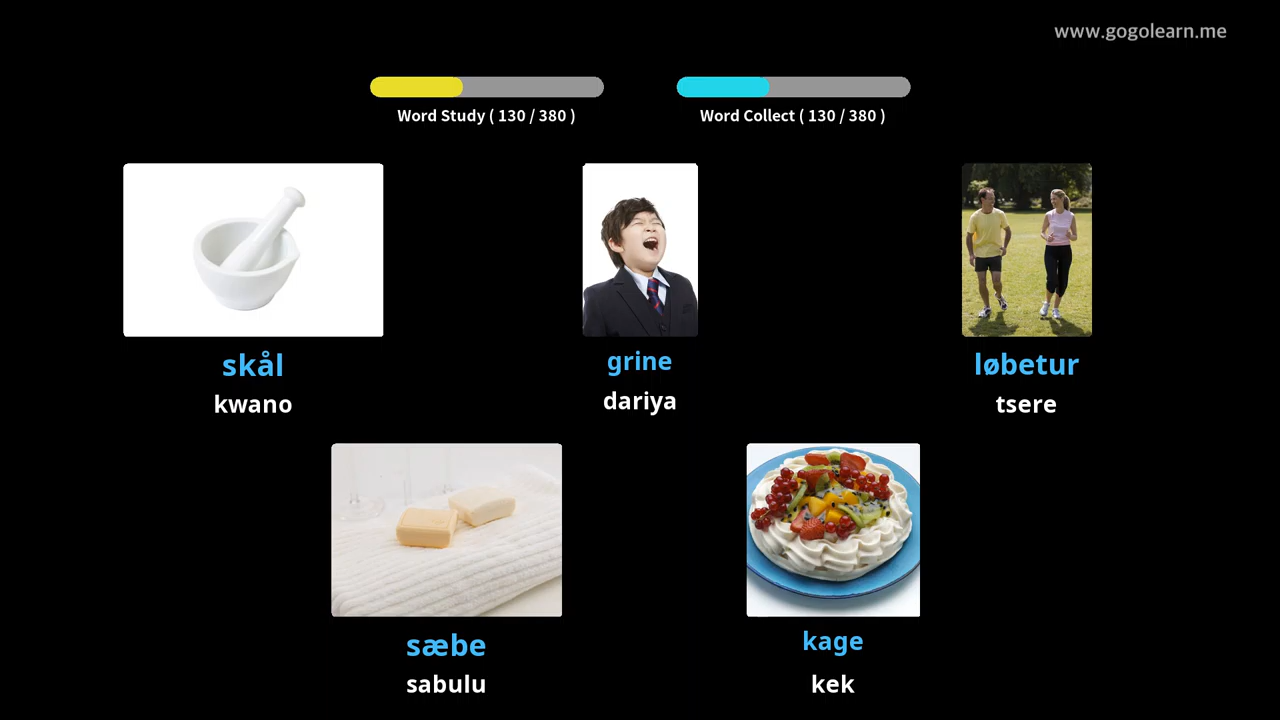 www.gogolearn.me
Word Study ( 130 / 380 )
Word Collect ( 130 / 380 )
skål
kwano
grine
dariya
løbetur
tsere
sæbe
sabulu
kage
kek